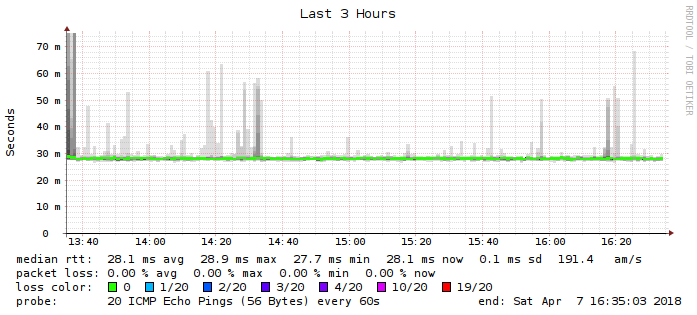 Last 3 Hours
RRDTOOL / TOBI OETIKER
Seconds
70 m
60 m
50 m
40 m
30 m
20 m
10 m
0
13:40 14:00 14:20 14:40 15:00 15:20 15:40 16:00 16:20
median rtt: 28.1 ms avg 28.9 ms max 27.7 ms min 28.1 ms now 0.1 ms sd 191.4 am/s
packet loss: 0.00 % avg 0.00 % max 0.00 % min 0.00 % now
loss color: 0 1/20 2/20 3/20 4/20 10/20 19/20
probe: 20 ICMP Echo Pings (56 Bytes) every 60s end: Sat Apr 7 16:35:03 2018